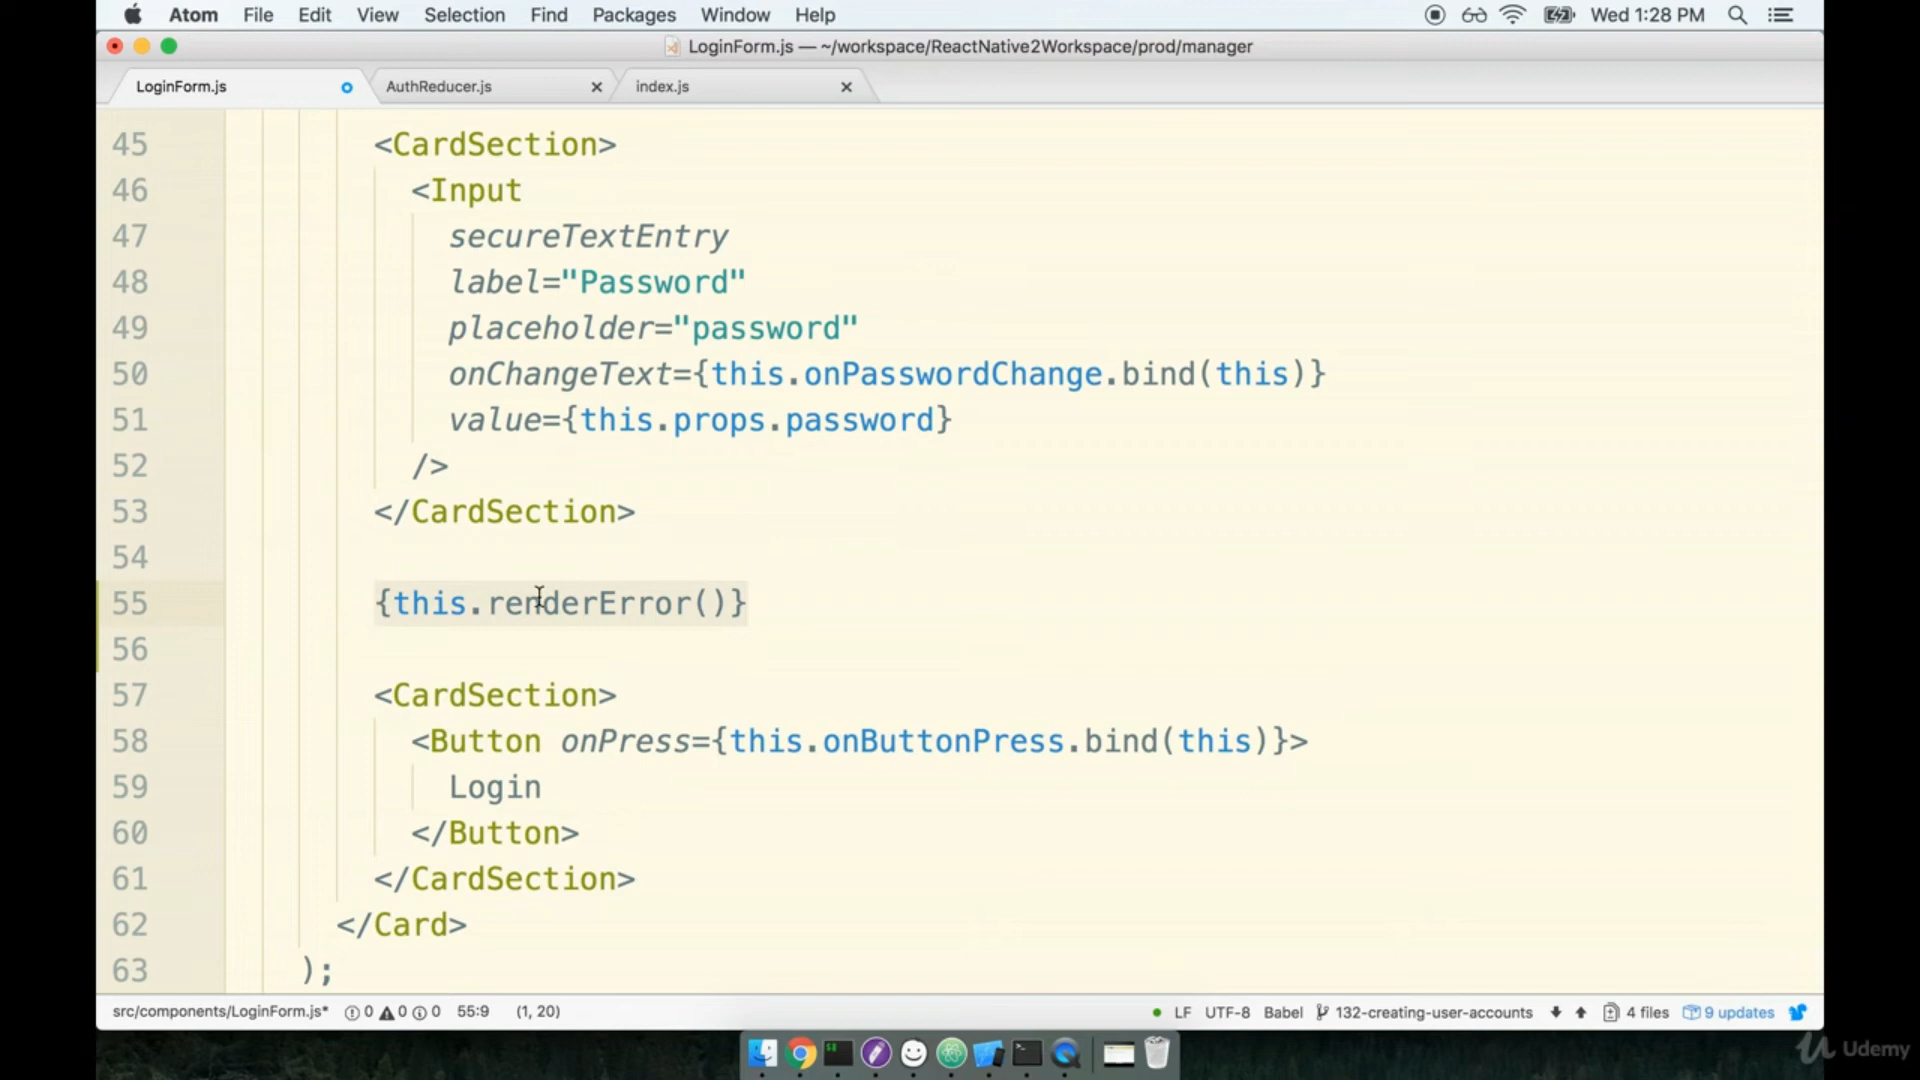 Atom File Edit View Selection Find Packages Window Help Wed 1:28 PM
LoginForm.js — ~/workspace/ReactNative2Workspace/prod/manager
LoginForm.js AuthReducer.js index.js
45 <CardSection>
46 <Input
47 secureTextEntry
48 label="Password"
49 placeholder="password"
50 onChangeText={this.onPasswordChange.bind(this)}
51 value={this.props.password}
52 />
53 </CardSection>
54
55 {this.renderError()}
56
57 <CardSection>
58 <Button onPress={this.onButtonPress.bind(this)}>
59 Login
60 </Button>
61 </CardSection>
62 </Card>
63 );
src/components/LoginForm.js* 0 0 0 55:9 (1, 20) LF UTF-8 Babel 132-creating-user-accounts 4 files 9 updates
Udemy